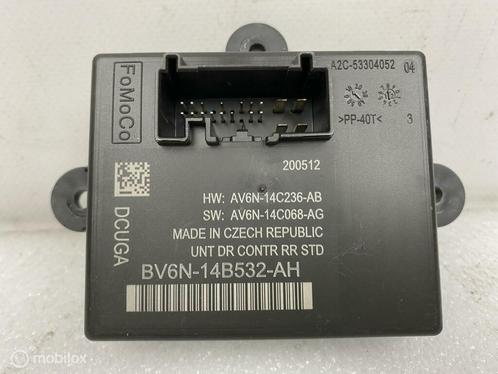 FoMoCo
A2C-53304052 04
>PP-40T< 3
200512
HW: AV6N-14C236-AB
SW: AV6N-14C068-AG
MADE IN CZECH REPUBLIC
UNT DR CONTR RR STD
DCUGA
BV6N-14B532-AH
mobilox